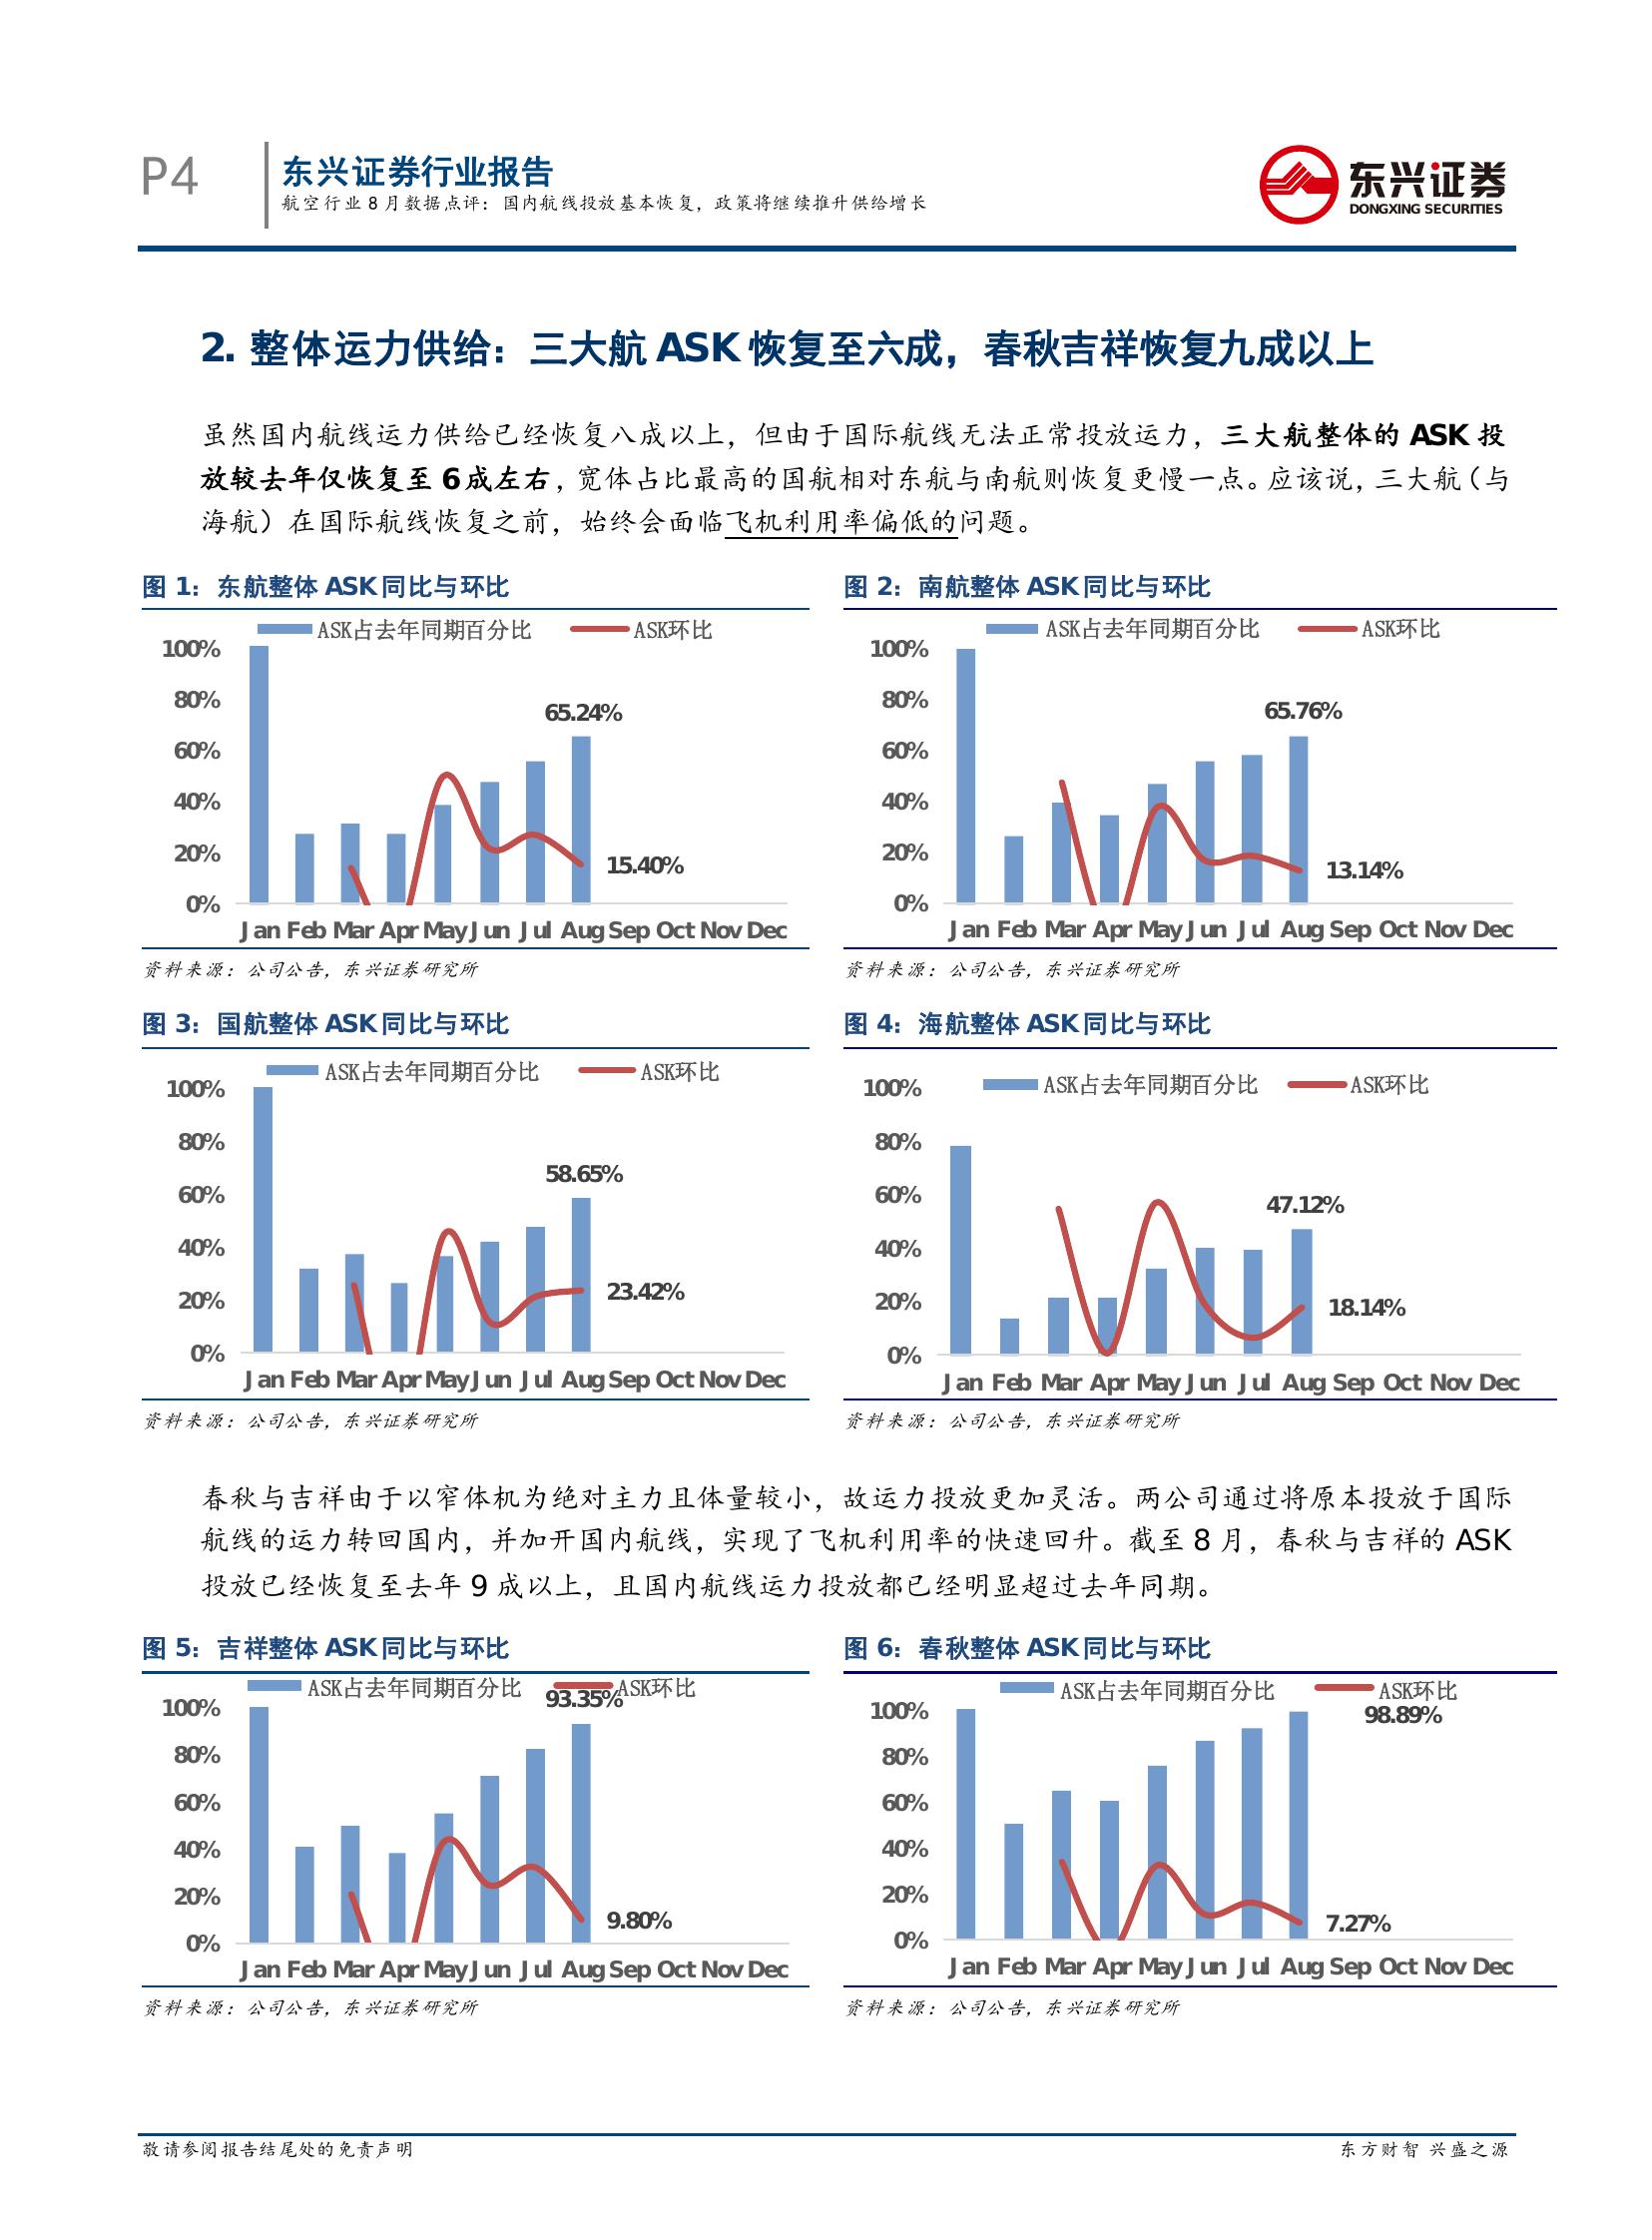 P4
东兴证券行业报告
航空行业 8 月数据点评：国内航线投放基本恢复，政策将继续推升供给增长
东兴证券
DONGXING SECURITIES
2. 整体运力供给：三大航 ASK 恢复至六成，春秋吉祥恢复九成以上
虽然国内航线运力供给已经恢复八成以上，但由于国际航线无法正常投放运力，三大航整体的 ASK 投
放较去年仅恢复至 6 成左右，宽体占比最高的国航相对东航与南航则恢复更慢一点。应该说，三大航（与
海航）在国际航线恢复之前，始终会面临飞机利用率偏低的问题。
图 1：东航整体 ASK 同比与环比
ASK占去年同期百分比 ASK环比
100%
80%
60%
40%
20%
0%
65.24%
15.40%
Jan Feb Mar Apr May Jun Jul Aug Sep Oct Nov Dec
资料来源：公司公告，东兴证券研究所
图 2：南航整体 ASK 同比与环比
ASK占去年同期百分比 ASK环比
100%
80%
60%
40%
20%
0%
65.76%
13.14%
Jan Feb Mar Apr May Jun Jul Aug Sep Oct Nov Dec
资料来源：公司公告，东兴证券研究所
图 3：国航整体 ASK 同比与环比
ASK占去年同期百分比 ASK环比
100%
80%
60%
40%
20%
0%
58.65%
23.42%
Jan Feb Mar Apr May Jun Jul Aug Sep Oct Nov Dec
资料来源：公司公告，东兴证券研究所
图 4：海航整体 ASK 同比与环比
ASK占去年同期百分比 ASK环比
100%
80%
60%
40%
20%
0%
47.12%
18.14%
Jan Feb Mar Apr May Jun Jul Aug Sep Oct Nov Dec
资料来源：公司公告，东兴证券研究所
春秋与吉祥由于以窄体机为绝对主力且体量较小，故运力投放更加灵活。两公司通过将原本投放于国际
航线的运力转回国内，并加开国内航线，实现了飞机利用率的快速回升。截至 8 月，春秋与吉祥的 ASK
投放已经恢复至去年 9 成以上，且国内航线运力投放都已经明显超过去年同期。
图 5：吉祥整体 ASK 同比与环比
ASK占去年同期百分比 ASK环比
100%
80%
60%
40%
20%
0%
93.35%
9.80%
Jan Feb Mar Apr May Jun Jul Aug Sep Oct Nov Dec
资料来源：公司公告，东兴证券研究所
图 6：春秋整体 ASK 同比与环比
ASK占去年同期百分比 ASK环比
100%
80%
60%
40%
20%
0%
98.89%
7.27%
Jan Feb Mar Apr May Jun Jul Aug Sep Oct Nov Dec
资料来源：公司公告，东兴证券研究所
敬请参阅报告结尾处的免责声明
东方财智 兴盛之源